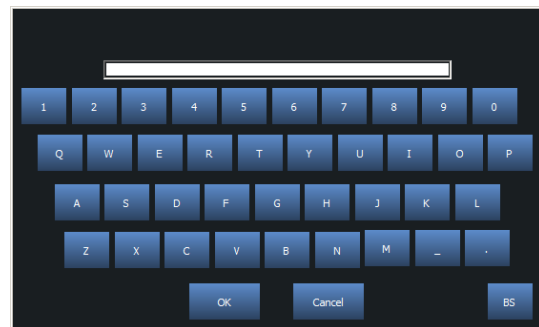 1 2 3 4 5 6 7 8 9 0
Q W E R T Y U I O P
A S D F G H J K L
Z X C V B N M _ .
OK Cancel BS